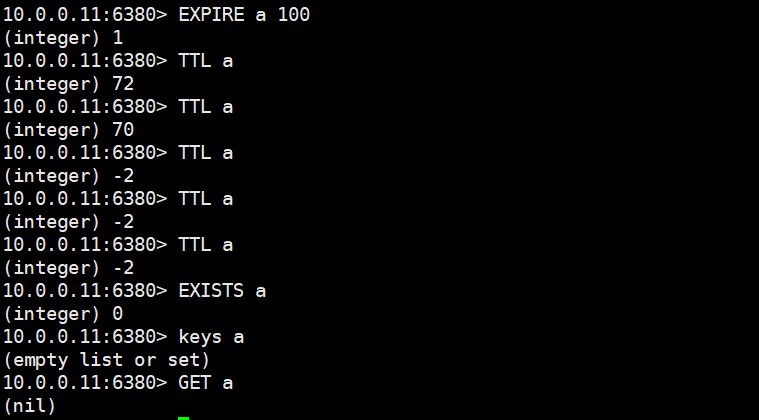 10.0.0.11:6380> EXPIRE a 100
(integer) 1
10.0.0.11:6380> TTL a
(integer) 72
10.0.0.11:6380> TTL a
(integer) 70
10.0.0.11:6380> TTL a
(integer) -2
10.0.0.11:6380> TTL a
(integer) -2
10.0.0.11:6380> TTL a
(integer) -2
10.0.0.11:6380> EXISTS a
(integer) 0
10.0.0.11:6380> keys a
(empty list or set)
10.0.0.11:6380> GET a
(nil)